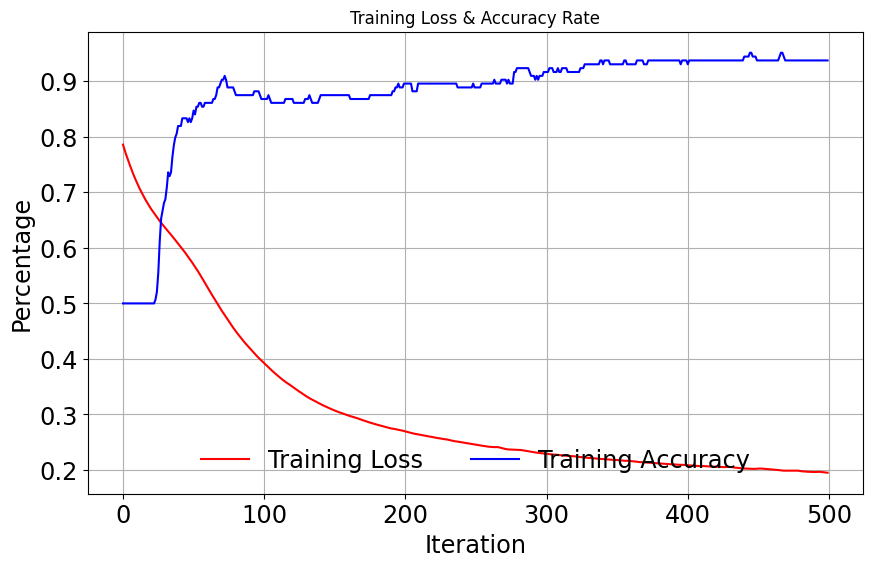 Training Loss & Accuracy Rate
Percentage
0.9
0.8
0.7
0.6
0.5
0.4
0.3
0.2
Training Loss Training Accuracy
0 100 200 300 400 500
Iteration